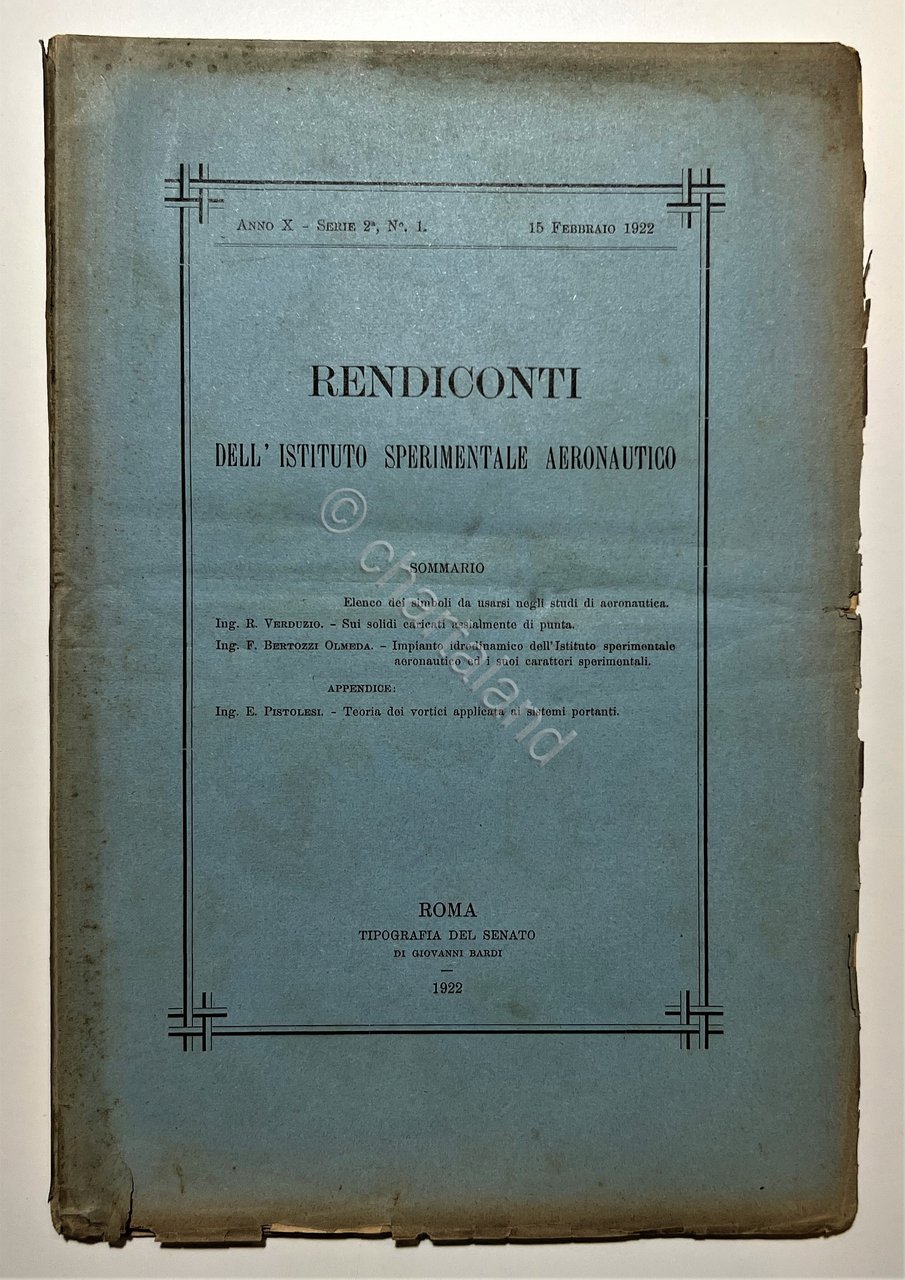 ANNO X - SERIE 2ª, Nº. 1. 15 FEBBRAIO 1922
RENDICONTI
DELL' ISTITUTO SPERIMENTALE AERONAUTICO
SOMMARIO
Elenco dei simboli da usarsi negli studi di aeronautica.
Ing. R. VERDUZIO. - Sui solidi caricati assialmente di punta.
Ing. F. BERTOZZI OLMEDA. - Impianto idrodinamico dell'Istituto sperimentale
aeronautico ed i suoi caratteri sperimentali.
APPENDICE:
Ing. E. PISTOLESI. - Teoria dei vortici applicata ai sistemi portanti.
ROMA
TIPOGRAFIA DEL SENATO
DI GIOVANNI BARDI
1922
© chartaland